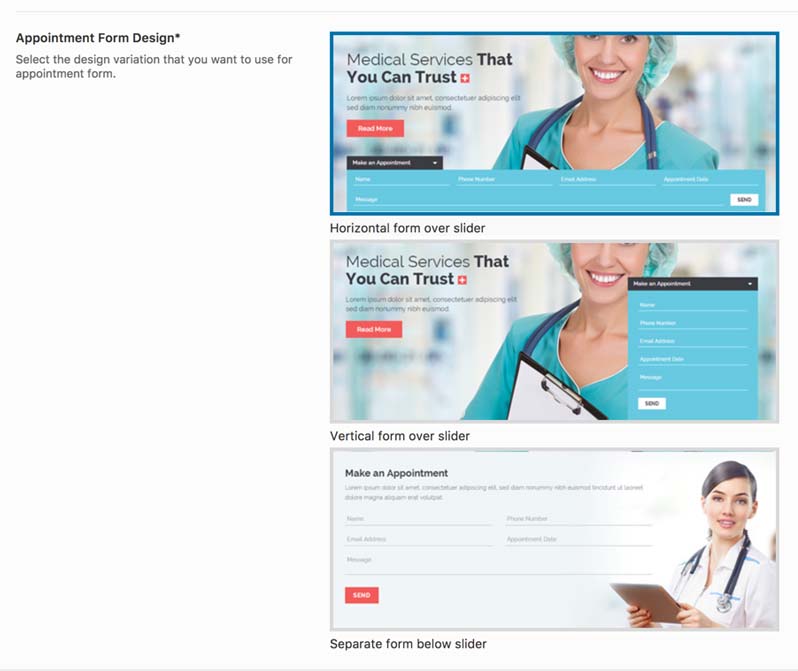 Appointment Form Design*
Select the design variation that you want to use for
appointment form.
Medical Services That
You Can Trust
Lorem ipsum dolor sit amet, consectetuer adipiscing elit
sed diam nonummy nibh euismod.
Read More
Make an Appointment
Name Phone Number Email Address Appointment Date
Message SEND
Horizontal form over slider
Medical Services That
You Can Trust
Lorem ipsum dolor sit amet, consectetuer adipiscing elit
sed diam nonummy nibh euismod.
Read More
Make an Appointment
Name
Phone Number
Email Address
Appointment Date
Message
SEND
Vertical form over slider
Make an Appointment
Lorem ipsum dolor sit amet, consectetuer adipiscing elit, sed diam nonummy nibh euismod tincidunt ut laoreet
dolore magna aliquam erat volutpat.
Name Phone Number
Email Address Appointment Date
Message
SEND
Separate form below slider